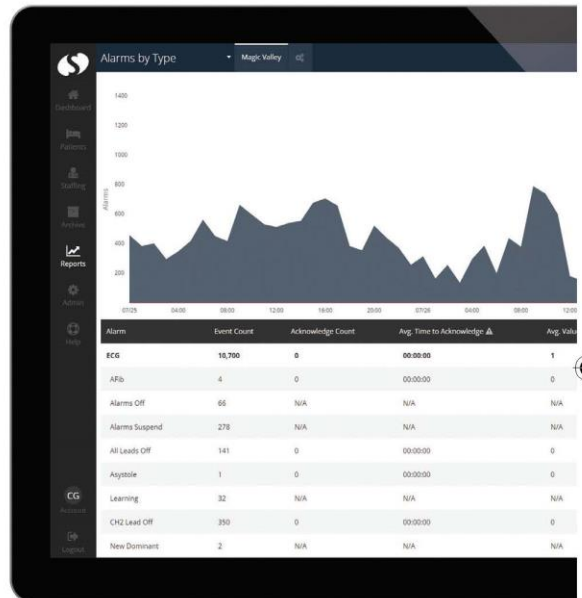 Alarms by Type
Magic Valley
Dashboard
Patients
Staffing
Archive
Reports
Admin
Help
CG
Account
Logout
Alarms
1400
1200
1000
800
600
400
200
07/25 04:00 08:00 12:00 16:00 20:00 07/26 04:00 08:00 12:00
Alarm Event Count Acknowledge Count Avg. Time to Acknowledge Avg. Valu
ECG 10,700 0 00:00:00 1
AFib 4 0 00:00:00 0
Alarms Off 66 N/A N/A N/A
Alarms Suspend 278 N/A N/A N/A
All Leads Off 141 0 00:00:00 0
Asystole 1 0 00:00:00 0
Learning 32 N/A N/A N/A
CH2 Lead Off 350 0 00:00:00 0
New Dominant 2 N/A N/A N/A